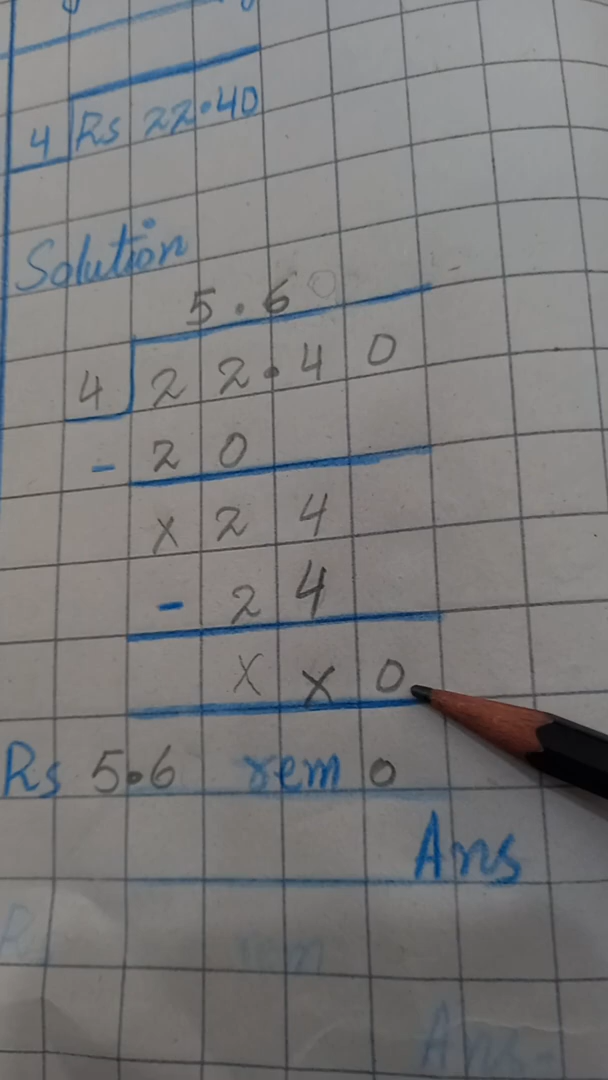 4 Rs 22.40
Solution
5.60
4 22.40
- 20
x 24
- 24
x x 0
Rs 5.6 rem 0
Ans